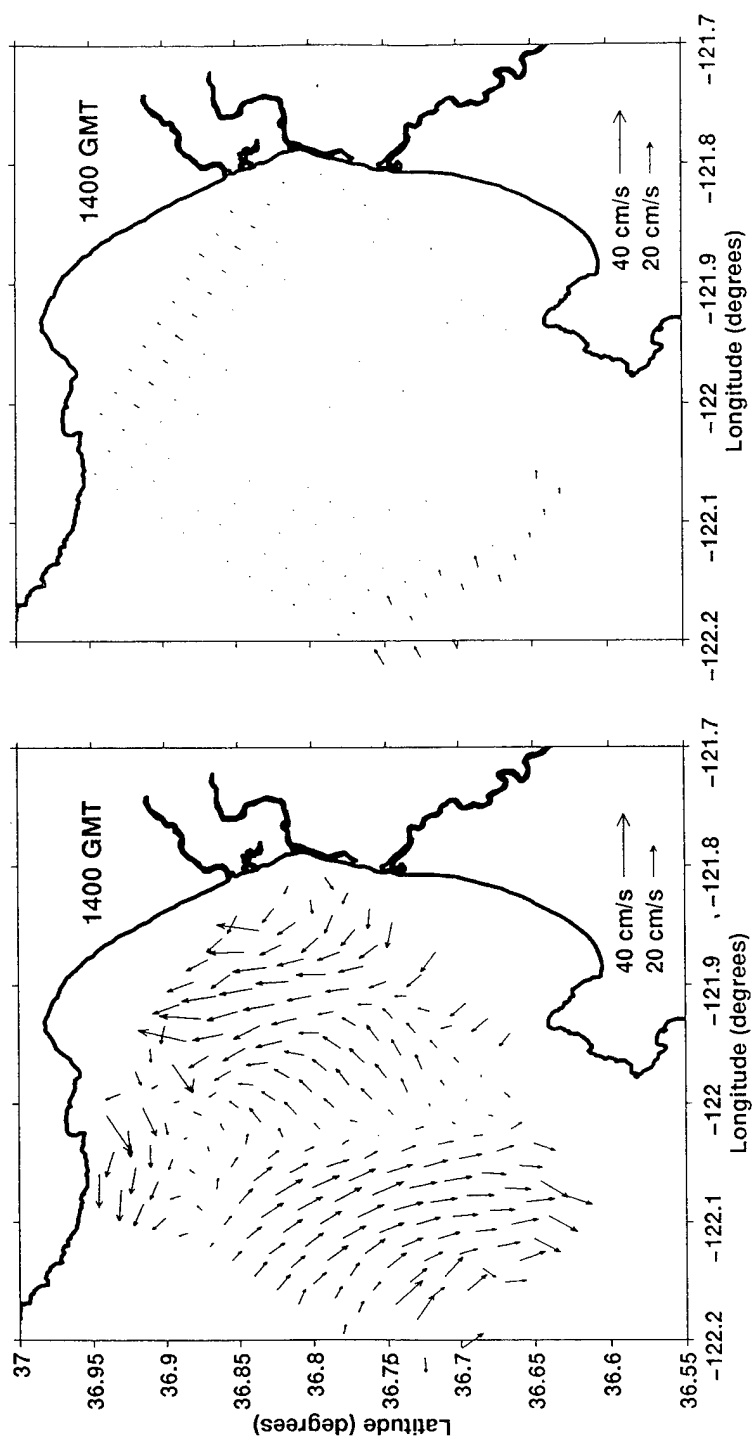 1400 GMT
40 cm/s
20 cm/s
37
36.95
36.9
36.85
36.8
36.75
36.7
36.65
36.6
36.55
Latitude (degrees)
−122.2 −122.1 −122 −121.9 −121.8 −121.7
Longitude (degrees)
1400 GMT
40 cm/s
20 cm/s
−122.2 −122.1 −122 −121.9 −121.8 −121.7
Longitude (degrees)